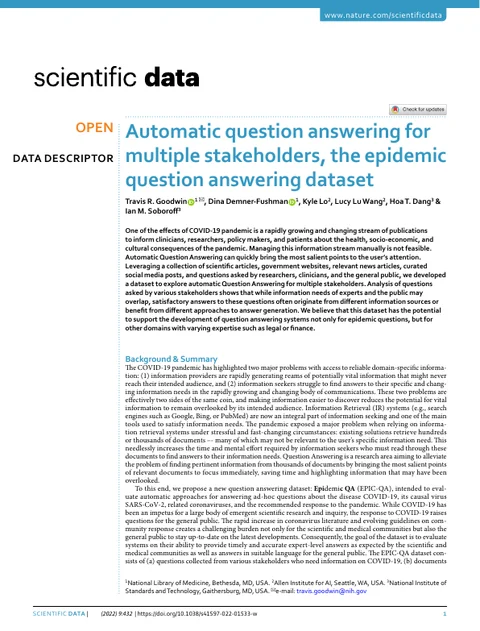 www.nature.com/scientificdata
scientific data
Check for updates
OPEN
DATA DESCRIPTOR
Automatic question answering for
multiple stakeholders, the epidemic
question answering dataset
Travis R. Goodwin 1✉, Dina Demner-Fushman 1, Kyle Lo2, Lucy Lu Wang2, Hoa T. Dang3 &
Ian M. Soboroff3
One of the effects of COVID-19 pandemic is a rapidly growing and changing stream of publications
to inform clinicians, researchers, policy makers, and patients about the health, socio-economic, and
cultural consequences of the pandemic. Managing this information stream manually is not feasible.
Automatic Question Answering can quickly bring the most salient points to the user's attention.
Leveraging a collection of scientific articles, government websites, relevant news articles, curated
social media posts, and questions asked by researchers, clinicians, and the general public, we developed
a dataset to explore automatic Question Answering for multiple stakeholders. Analysis of questions
asked by various stakeholders shows that while information needs of experts and the public may
overlap, satisfactory answers to these questions often originate from different information sources or
benefit from different approaches to answer generation. We believe that this dataset has the potential
to support the development of question answering systems not only for epidemic questions, but for
other domains with varying expertise such as legal or finance.
Background & Summary
The COVID-19 pandemic has highlighted two major problems with access to reliable domain-specific informa-
tion: (1) information providers are rapidly generating reams of potentially vital information that might never
reach their intended audience, and (2) information seekers struggle to find answers to their specific and chang-
ing information needs in the rapidly growing and changing body of communications. These two problems are
effectively two sides of the same coin, and making information easier to discover reduces the potential for vital
information to remain overlooked by its intended audience. Information Retrieval (IR) systems (e.g., search
engines such as Google, Bing, or PubMed) are now an integral part of information seeking and one of the main
tools used to satisfy information needs. The pandemic exposed a major problem when relying on informa-
tion retrieval systems under stressful and fast-changing circumstances: existing solutions retrieve hundreds
or thousands of documents -- many of which may not be relevant to the user's specific information need. This
needlessly increases the time and mental effort required by information seekers who must read through these
documents to find answers to their information needs. Question Answering is a research area aiming to alleviate
the problem of finding pertinent information from thousands of documents by bringing the most salient points
of relevant documents to focus immediately, saving time and highlighting information that may have been
overlooked.
To this end, we propose a new question answering dataset: Epidemic QA (EPIC-QA), intended to eval-
uate automatic approaches for answering ad-hoc questions about the disease COVID-19, its causal virus
SARS-CoV-2, related coronaviruses, and the recommended response to the pandemic. While COVID-19 has
been an impetus for a large body of emergent scientific research and inquiry, the response to COVID-19 raises
questions for the general public. The rapid increase in coronavirus literature and evolving guidelines on com-
munity response creates a challenging burden not only for the scientific and medical communities but also the
general public to stay up-to-date on the latest developments. Consequently, the goal of the dataset is to evaluate
systems on their ability to provide timely and accurate expert-level answers as expected by the scientific and
medical communities as well as answers in suitable language for the general public. The EPIC-QA dataset con-
sists of (a) questions collected from various stakeholders who need information on COVID-19, (b) documents
1National Library of Medicine, Bethesda, MD, USA. 2Allen Institute for AI, Seattle, WA, USA. 3National Institute of
Standards and Technology, Gaithersburg, MD, USA. ✉e-mail: travis.goodwin@nih.gov
SCIENTIFIC DATA | (2022) 9:432 | https://doi.org/10.1038/s41597-022-01533-w 1